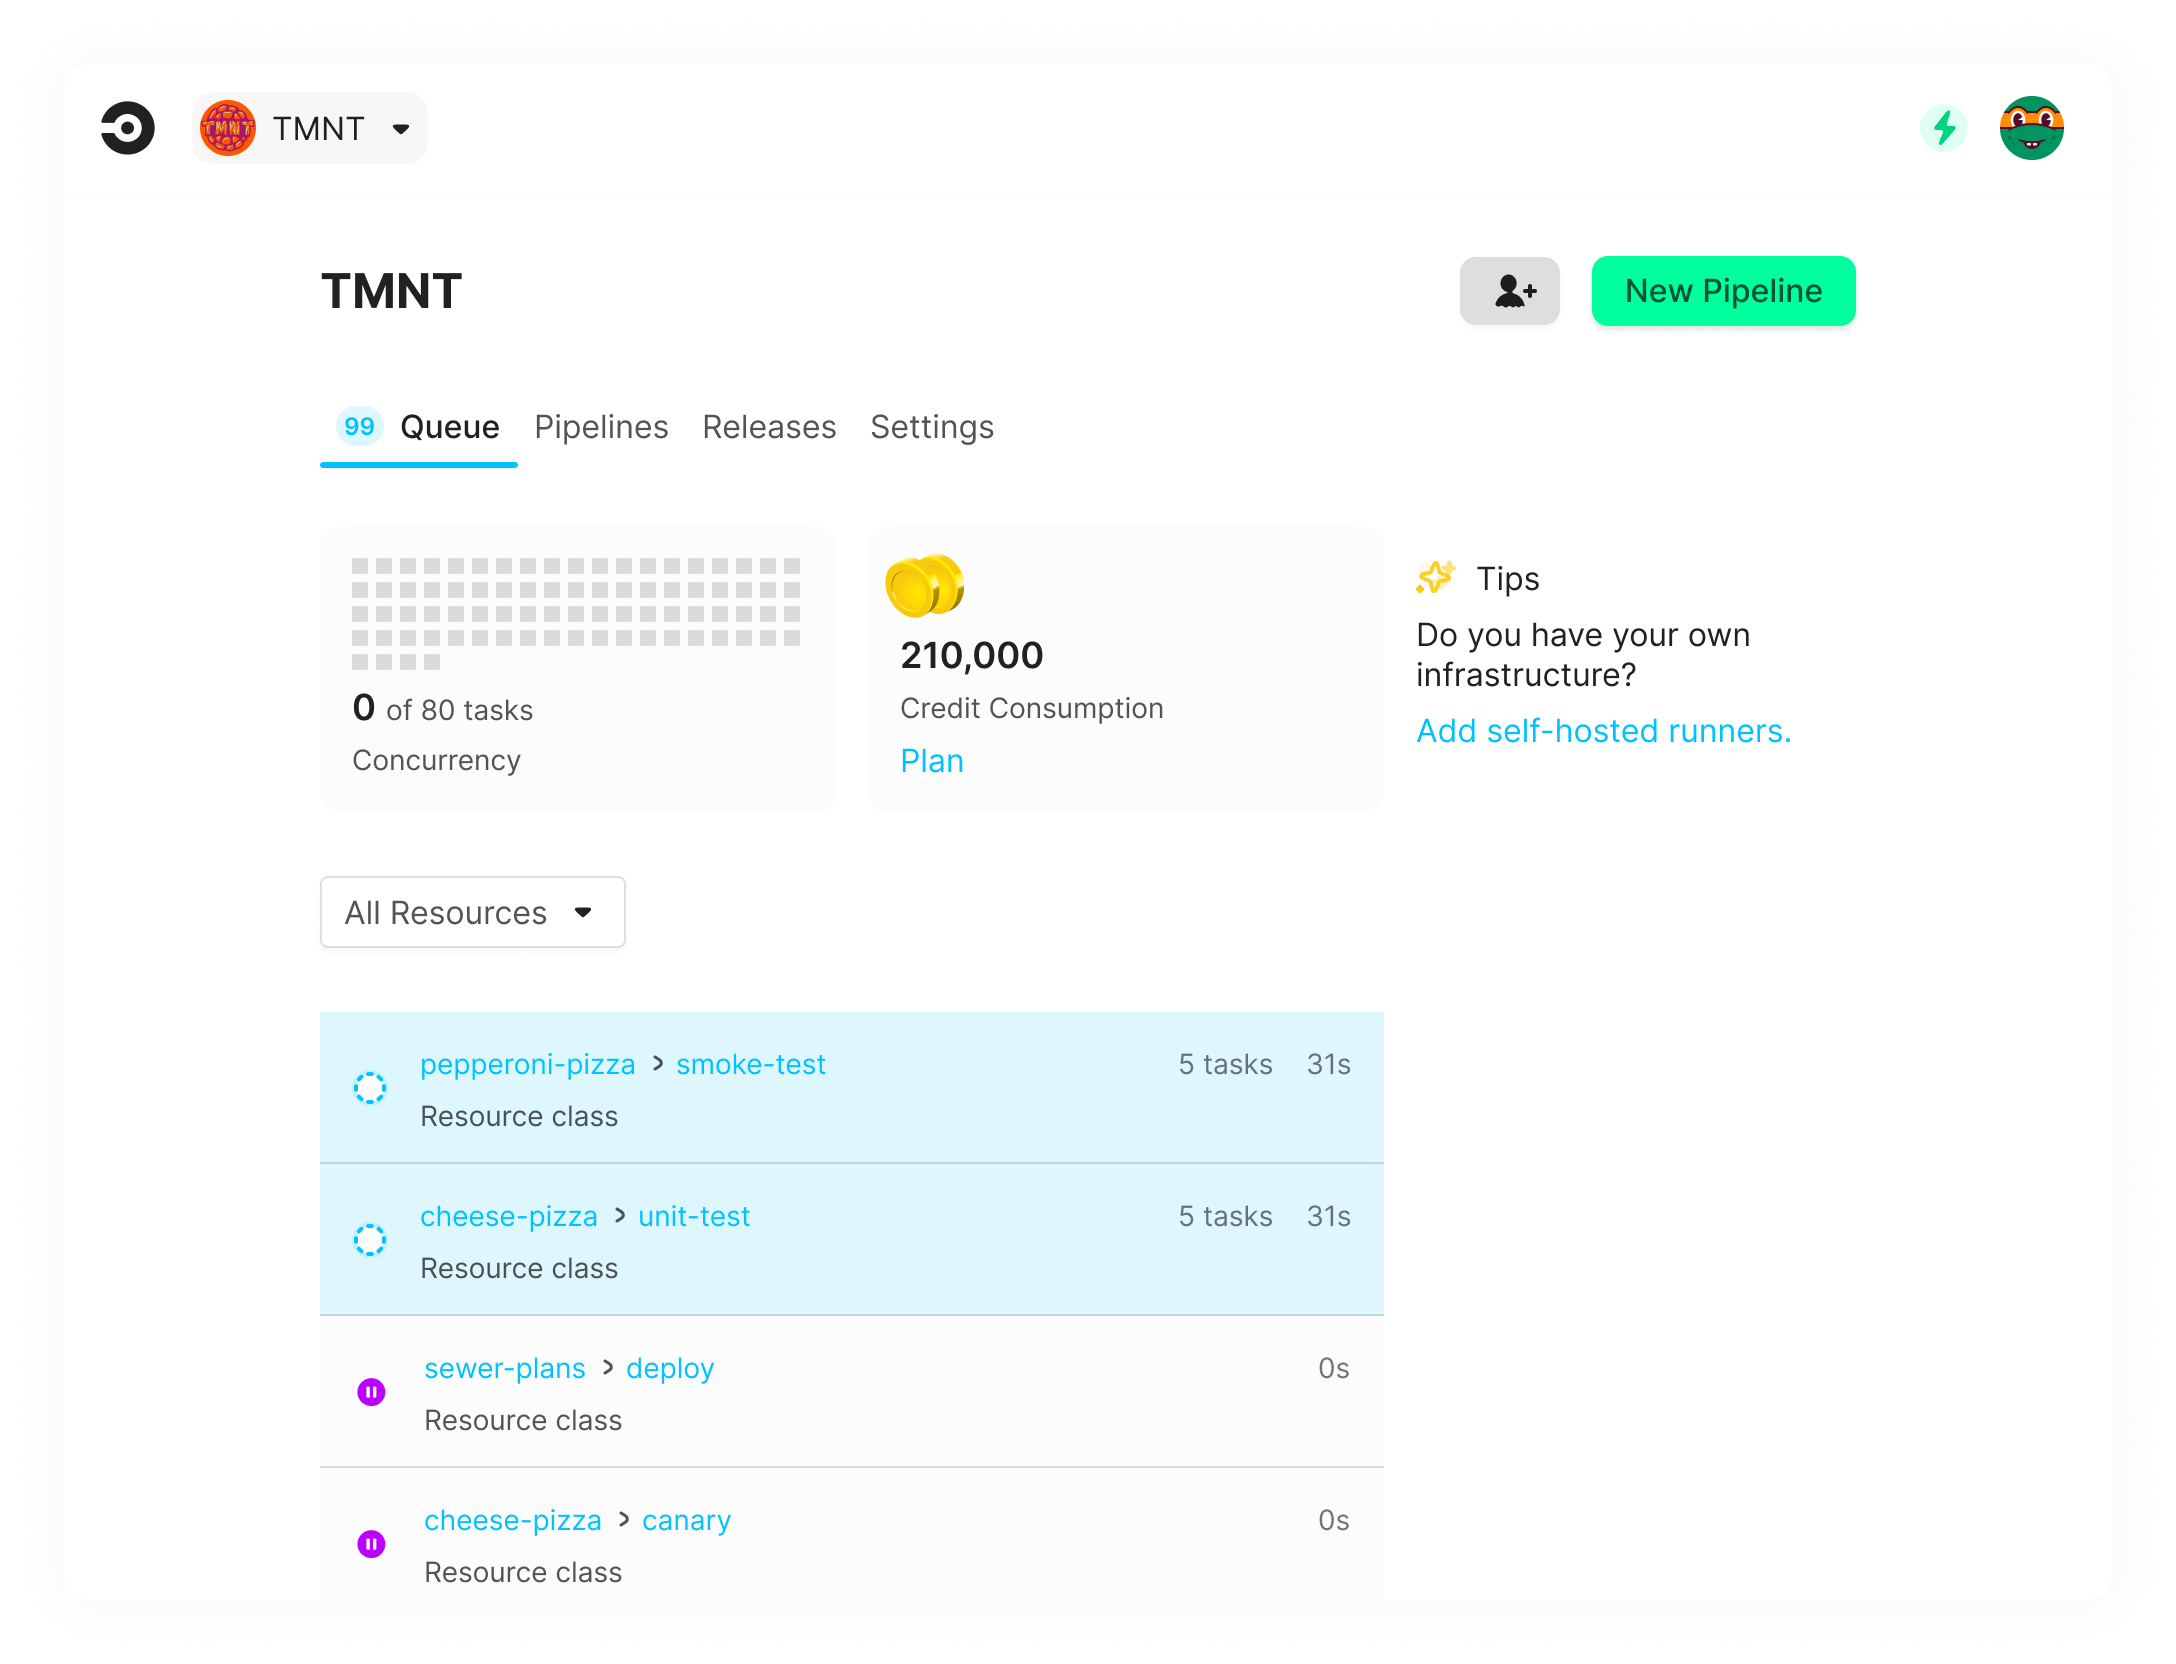 TMNT TMNT
TMNT
New Pipeline
99 Queue Pipelines Releases Settings
0 of 80 tasks
Concurrency
210,000
Credit Consumption
Plan
Tips
Do you have your own
infrastructure?
Add self-hosted runners.
All Resources
pepperoni-pizza > smoke-test 5 tasks 31s
Resource class
cheese-pizza > unit-test 5 tasks 31s
Resource class
sewer-plans > deploy 0s
Resource class
cheese-pizza > canary 0s
Resource class